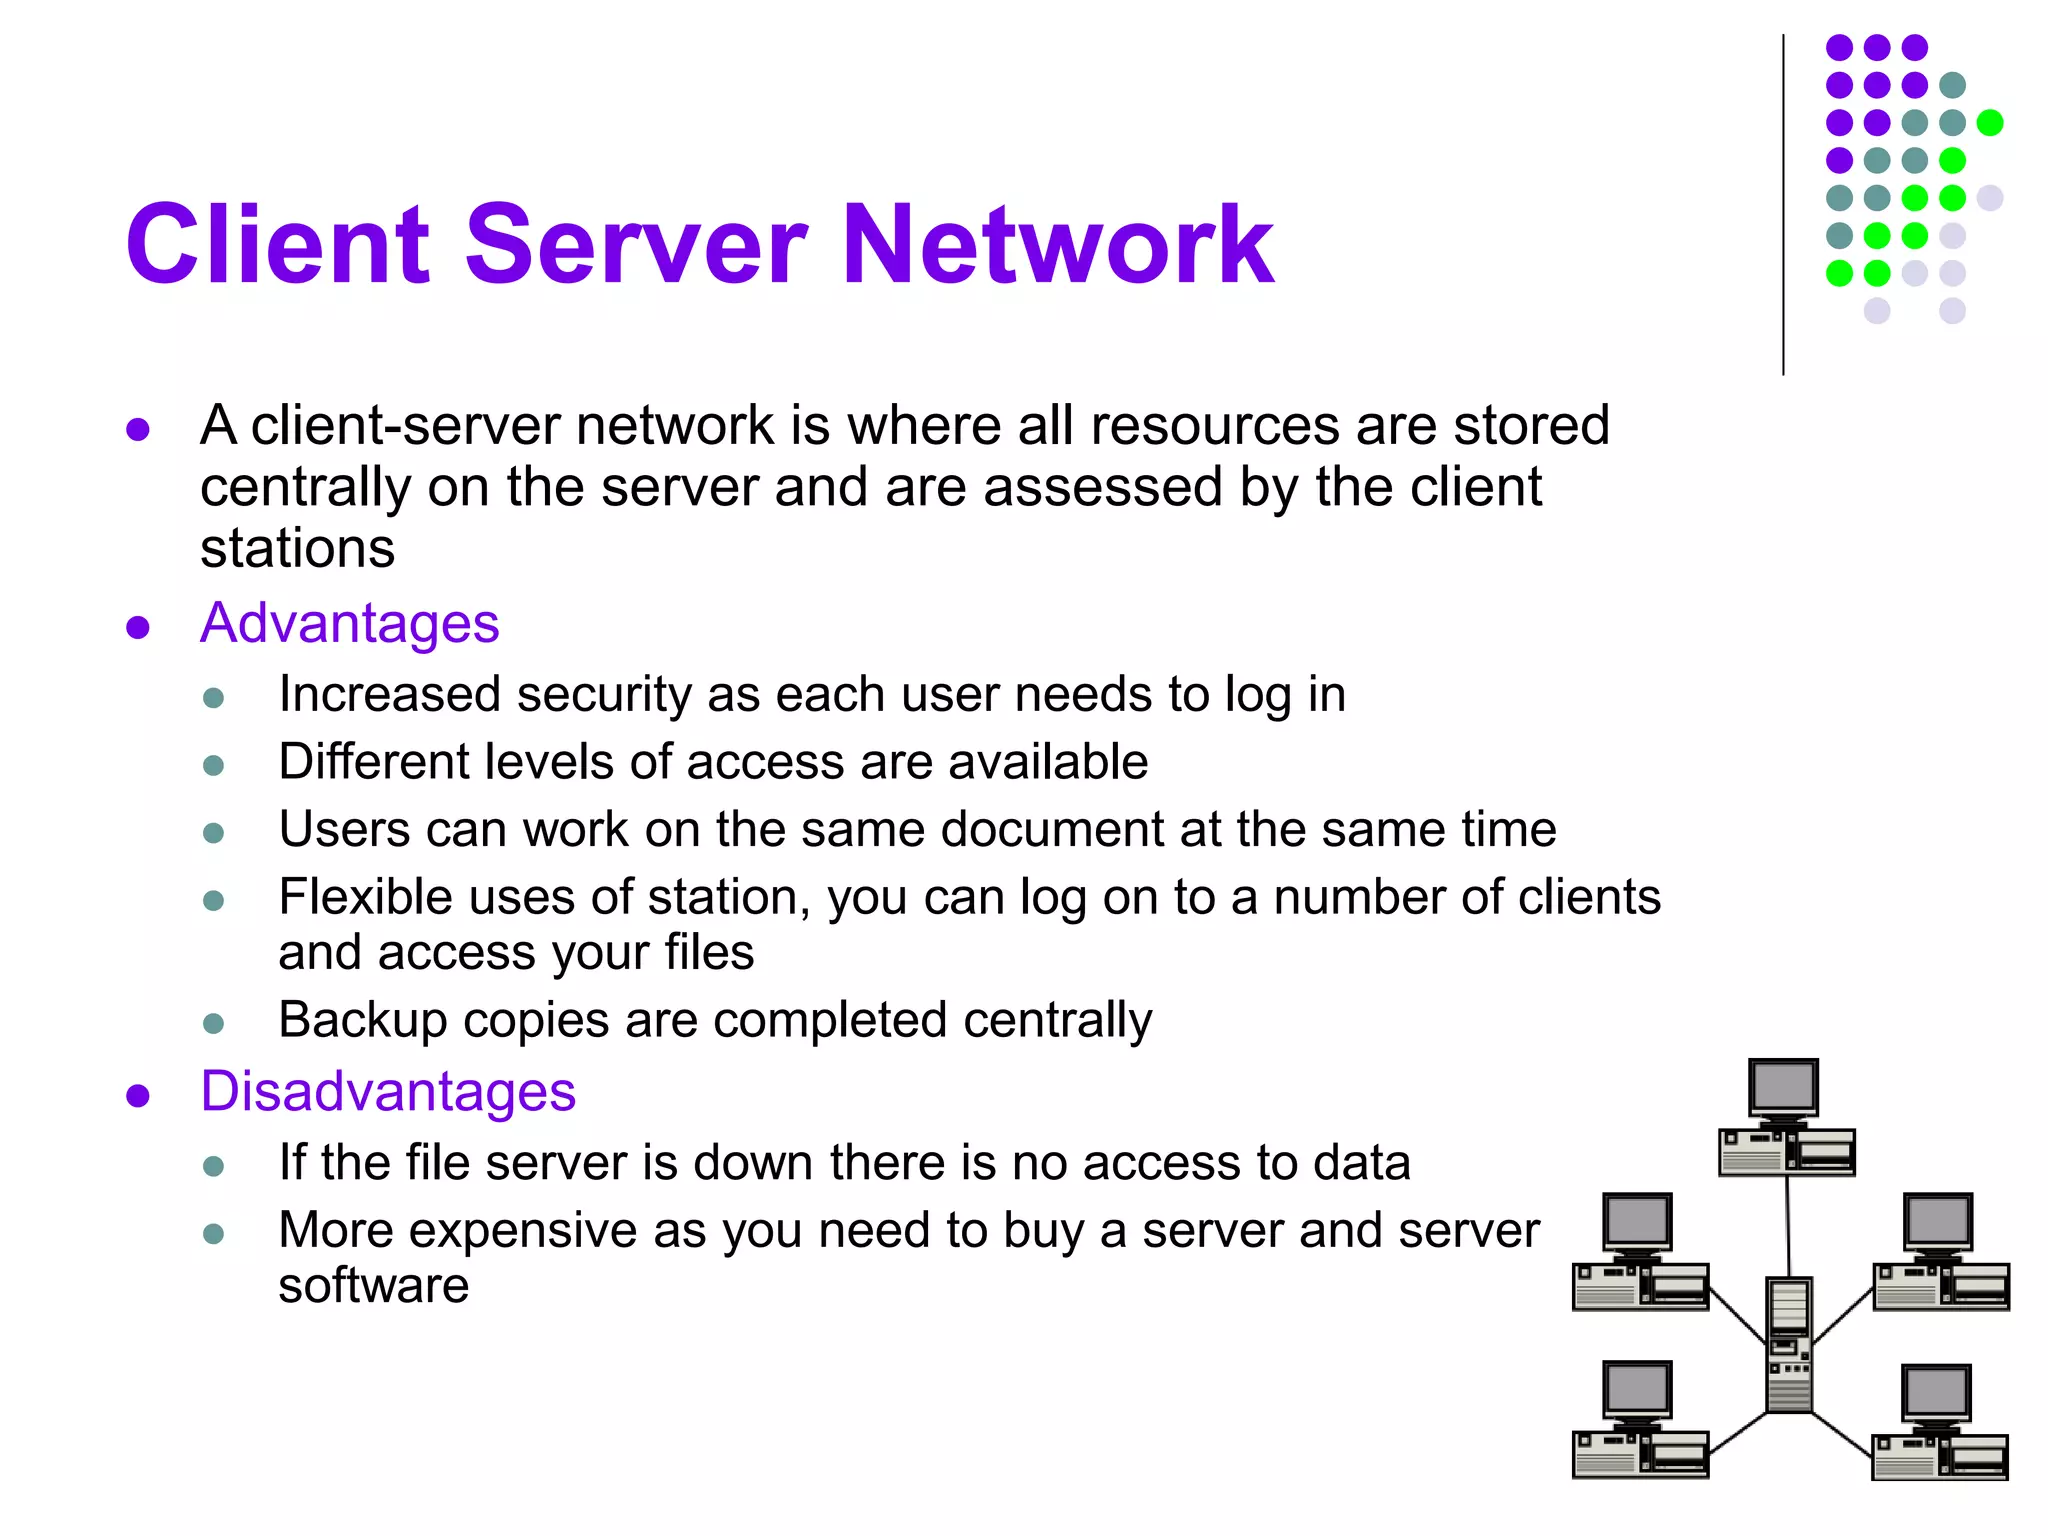 Client Server Network
A client-server network is where all resources are stored
centrally on the server and are assessed by the client
stations
Advantages
Increased security as each user needs to log in
Different levels of access are available
Users can work on the same document at the same time
Flexible uses of station, you can log on to a number of clients
and access your files
Backup copies are completed centrally
Disadvantages
If the file server is down there is no access to data
More expensive as you need to buy a server and server
software